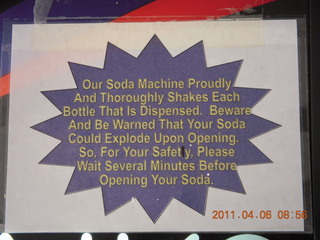 Our Soda Machine Proudly
And Thoroughly Shakes Each
Bottle That Is Dispensed. Beware
And Be Warned That Your Soda
Could Explode Upon Opening.
So, For Your Safety, Please
Wait Several Minutes Before
Opening Your Soda.
2011.04.06 08:56